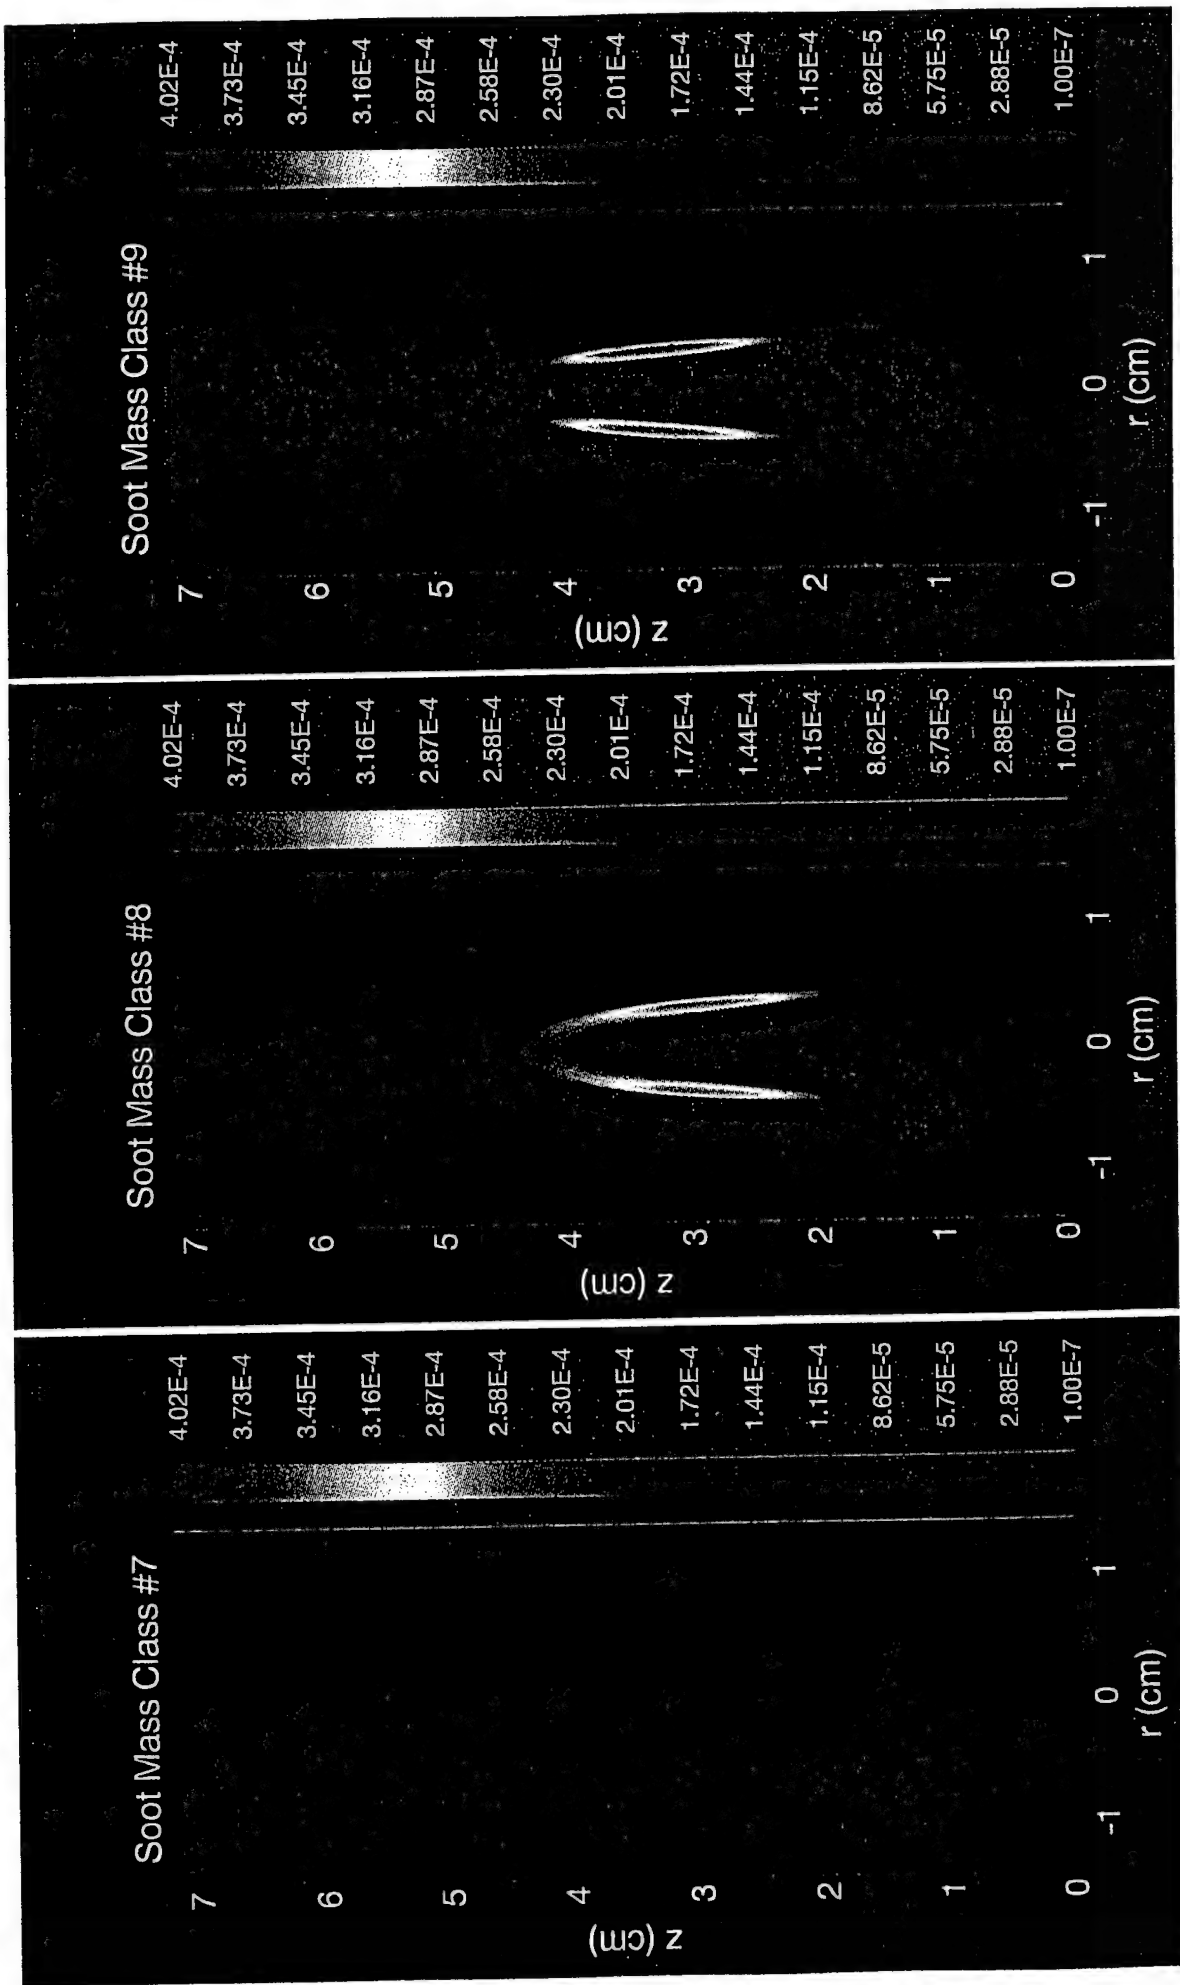 Soot Mass Class #7
z (cm)
7
6
5
4
3
2
1
0
-1
0
1
r (cm)
4.02E-4
3.73E-4
3.45E-4
3.16E-4
2.87E-4
2.58E-4
2.30E-4
2.01E-4
1.72E-4
1.44E-4
1.15E-4
8.62E-5
5.75E-5
2.88E-5
1.00E-7
Soot Mass Class #8
z (cm)
7
6
5
4
3
2
1
0
-1
0
1
r (cm)
4.02E-4
3.73E-4
3.45E-4
3.16E-4
2.87E-4
2.58E-4
2.30E-4
2.01E-4
1.72E-4
1.44E-4
1.15E-4
8.62E-5
5.75E-5
2.88E-5
1.00E-7
Soot Mass Class #9
z (cm)
7
6
5
4
3
2
1
0
-1
0
1
r (cm)
4.02E-4
3.73E-4
3.45E-4
3.16E-4
2.87E-4
2.58E-4
2.30E-4
2.01E-4
1.72E-4
1.44E-4
1.15E-4
8.62E-5
5.75E-5
2.88E-5
1.00E-7